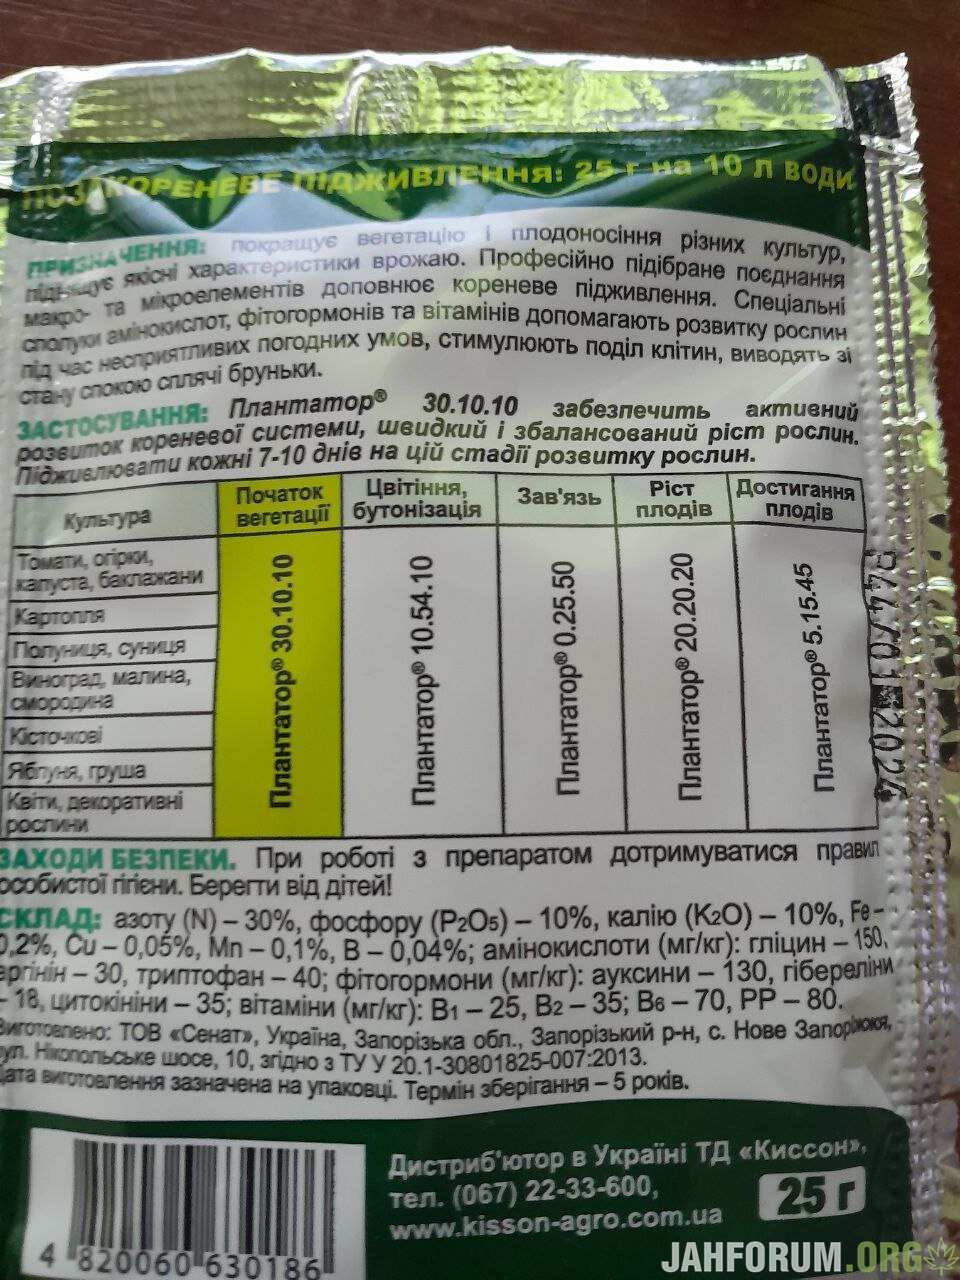 ПОЗАКОРЕНЕВЕ ПІДЖИВЛЕННЯ: 25 г на 10 л води
ПРИЗНАЧЕННЯ: покращує вегетацію і плодоносіння різних культур,
підвищує якісні характеристики врожаю. Професійно підібране поєднання
макро- та мікроелементів доповнює кореневе підживлення. Спеціальні
сполуки амінокислот, фітогормонів та вітамінів допомагають розвитку рослин
під час несприятливих погодних умов, стимулюють поділ клітин, виводять зі
стану спокою сплячі бруньки.
ЗАСТОСУВАННЯ: Плантатор® 30.10.10 забезпечить активний
розвиток кореневої системи, швидкий і збалансований ріст рослин.
Підживлювати кожні 7-10 днів на цій стадії розвитку рослин.
Культура
Початок
вегетації
Цвітіння,
бутонізація
Зав'язь
Ріст
плодів
Достигання
плодів
Томати, огірки,
капуста, баклажани
Картопля
Полуниця, суниця
Виноград, малина,
смородина
Кісточкові
Яблуня, груша
Квіти, декоративні
рослини
Плантатор® 30.10.10
Плантатор® 10.54.10
Плантатор® 0.25.50
Плантатор® 20.20.20
Плантатор® 5.15.45
ЗАХОДИ БЕЗПЕКИ. При роботі з препаратом дотримуватися правил
особистої гігієни. Берегти від дітей!
СКЛАД: азоту (N) – 30%, фосфору (P2O5) – 10%, калію (K2O) – 10%, Fe –
0,2%, Cu – 0,05%, Mn – 0,1%, B – 0,04%; амінокислоти (мг/кг): гліцин – 150,
аргінін – 30, триптофан – 40; фітогормони (мг/кг): ауксини – 130, гібереліни
– 18, цитокініни – 35; вітаміни (мг/кг): B1 – 25, B2 – 35; B6 – 70, PP – 80.
Виготовлено: ТОВ «Сенат», Україна, Запорізька обл., Запорізький р-н, с. Нове Запоріжжя,
вул. Нікопольське шосе, 10, згідно з ТУ У 20.1-30801825-007:2013.
Дата виготовлення зазначена на упаковці. Термін зберігання – 5 років.
Дистриб'ютор в Україні ТД «Киссон»,
тел. (067) 22-33-600,
www.kisson-agro.com.ua
25 г
4 820060 630186
JAHFORUM.ORG